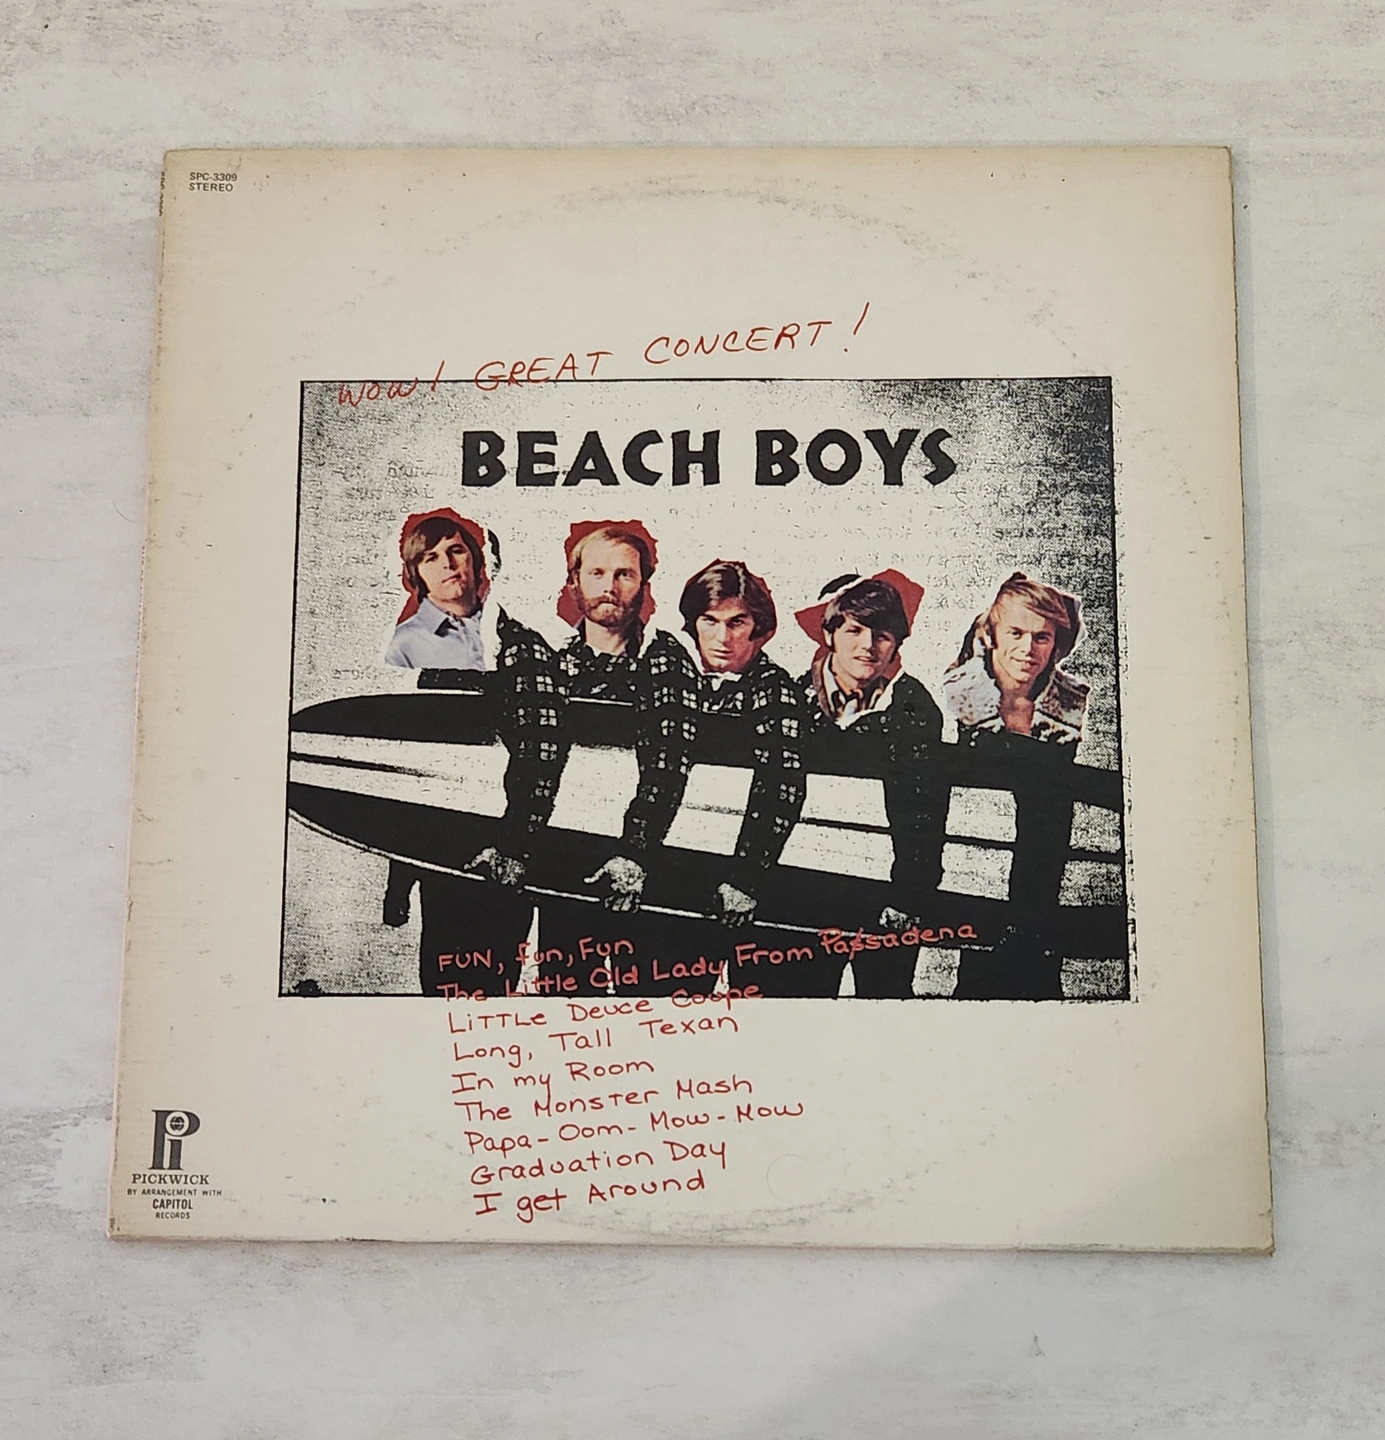 SPC-3309
STEREO
WOW! GREAT CONCERT!
BEACH BOYS
FUN, fun, Fun
The Little Old Lady From Passadena
LiTTLe Deuce Coupe
Long, Tall Texan
In my Room
The Monster Mash
Papa-Oom-Mow-Mow
Graduation Day
I get Around
Pi
PICKWICK
BY ARRANGEMENT WITH
CAPITOL
RECORDS